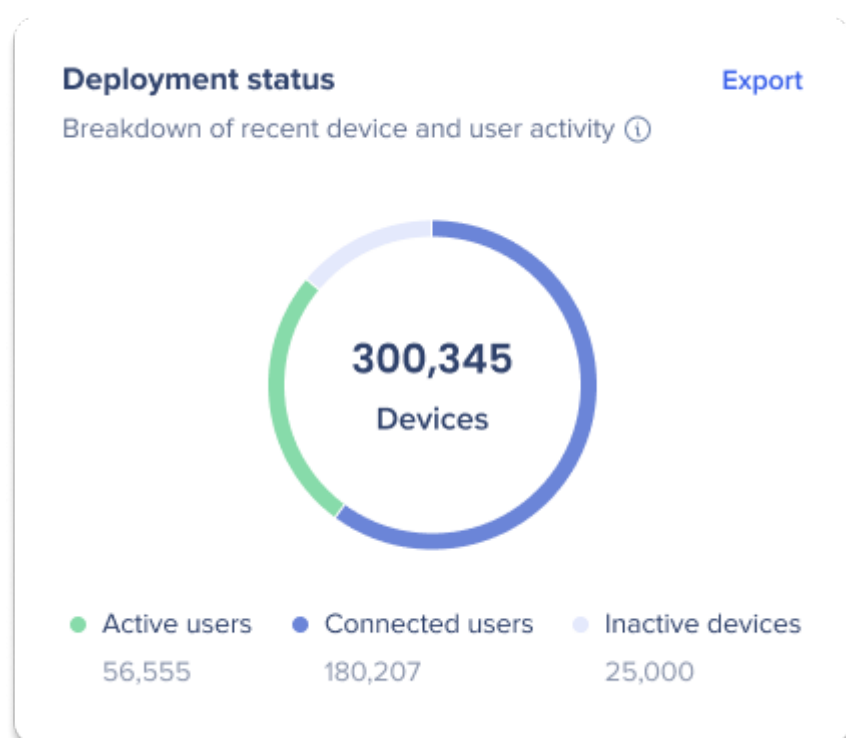 Deployment status Export
Breakdown of recent device and user activity
300,345
Devices
Active users Connected users Inactive devices
56,555 180,207 25,000